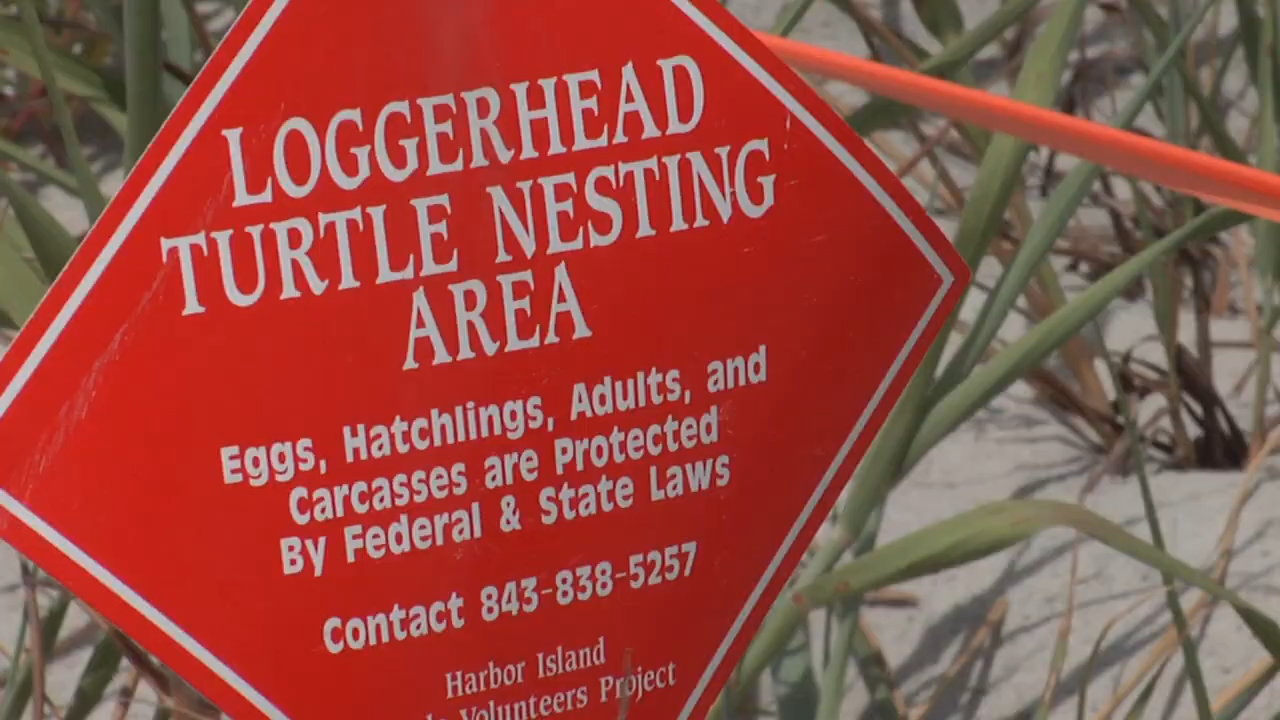 LOGGERHEAD
TURTLE NESTING
AREA
Eggs, Hatchlings, Adults, and
Carcasses are Protected
By Federal & State Laws
Contact 843-838-5257
Harbor Island
Volunteers Project